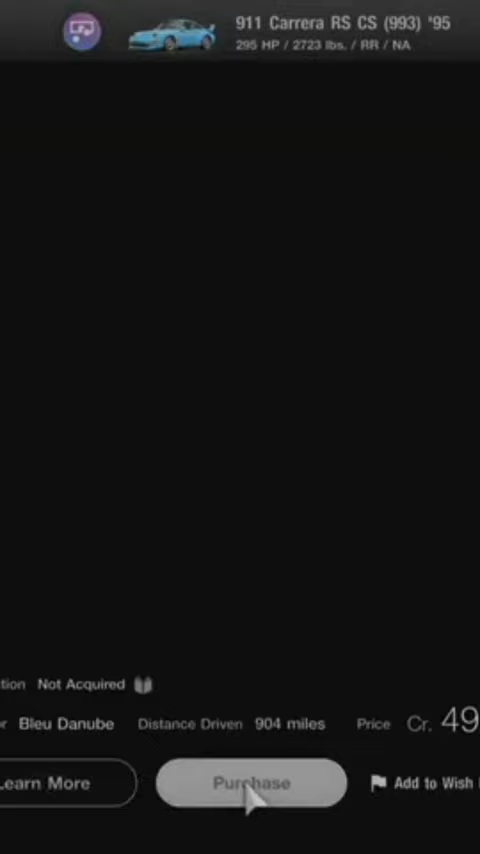 911 Carrera RS CS (993) '95
295 HP / 2723 lbs. / RR / NA
tion Not Acquired
r Bleu Danube Distance Driven 904 miles Price Cr. 49
Learn More Purchase Add to Wish